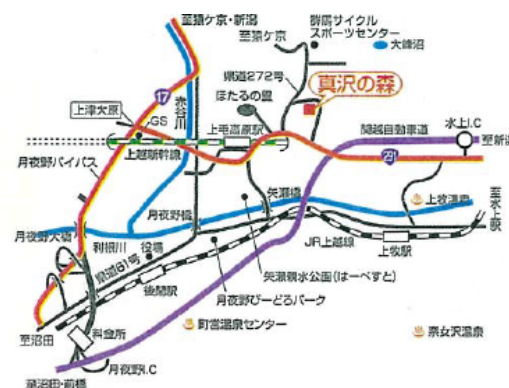 至猿ケ京・新潟
至猿ケ京
群馬サイクル
スポーツセンター
大峰沼
県道272号
真沢の森
17
赤谷川
ほたるの里
上津大原
GS
上毛高原駅
関越自動車道
水上I.C
至新潟
上越新幹線
291
月夜野バイパス
矢瀬橋
上牧温泉
至水上駅
月夜野橋
月夜野大橋
利根川
役場
JR上越線
上牧駅
県道61号
矢瀬親水公園(はーべすと)
後閑駅
月夜野びーどろパーク
料金所
町営温泉センター
奈女沢温泉
至沼田
月夜野I.C
至沼田・前橋